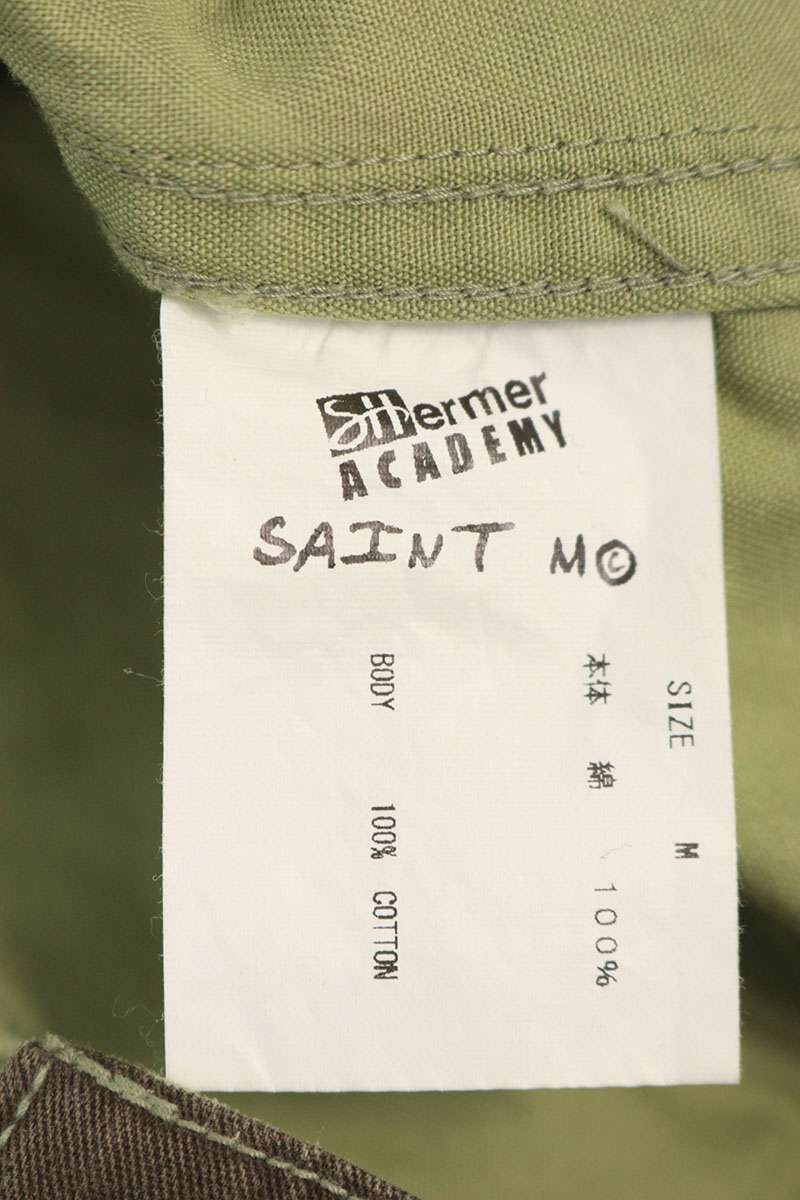 SHermer
ACADEMY
SAINT M©
SIZE M
本体 綿 100%
BODY 100% COTTON